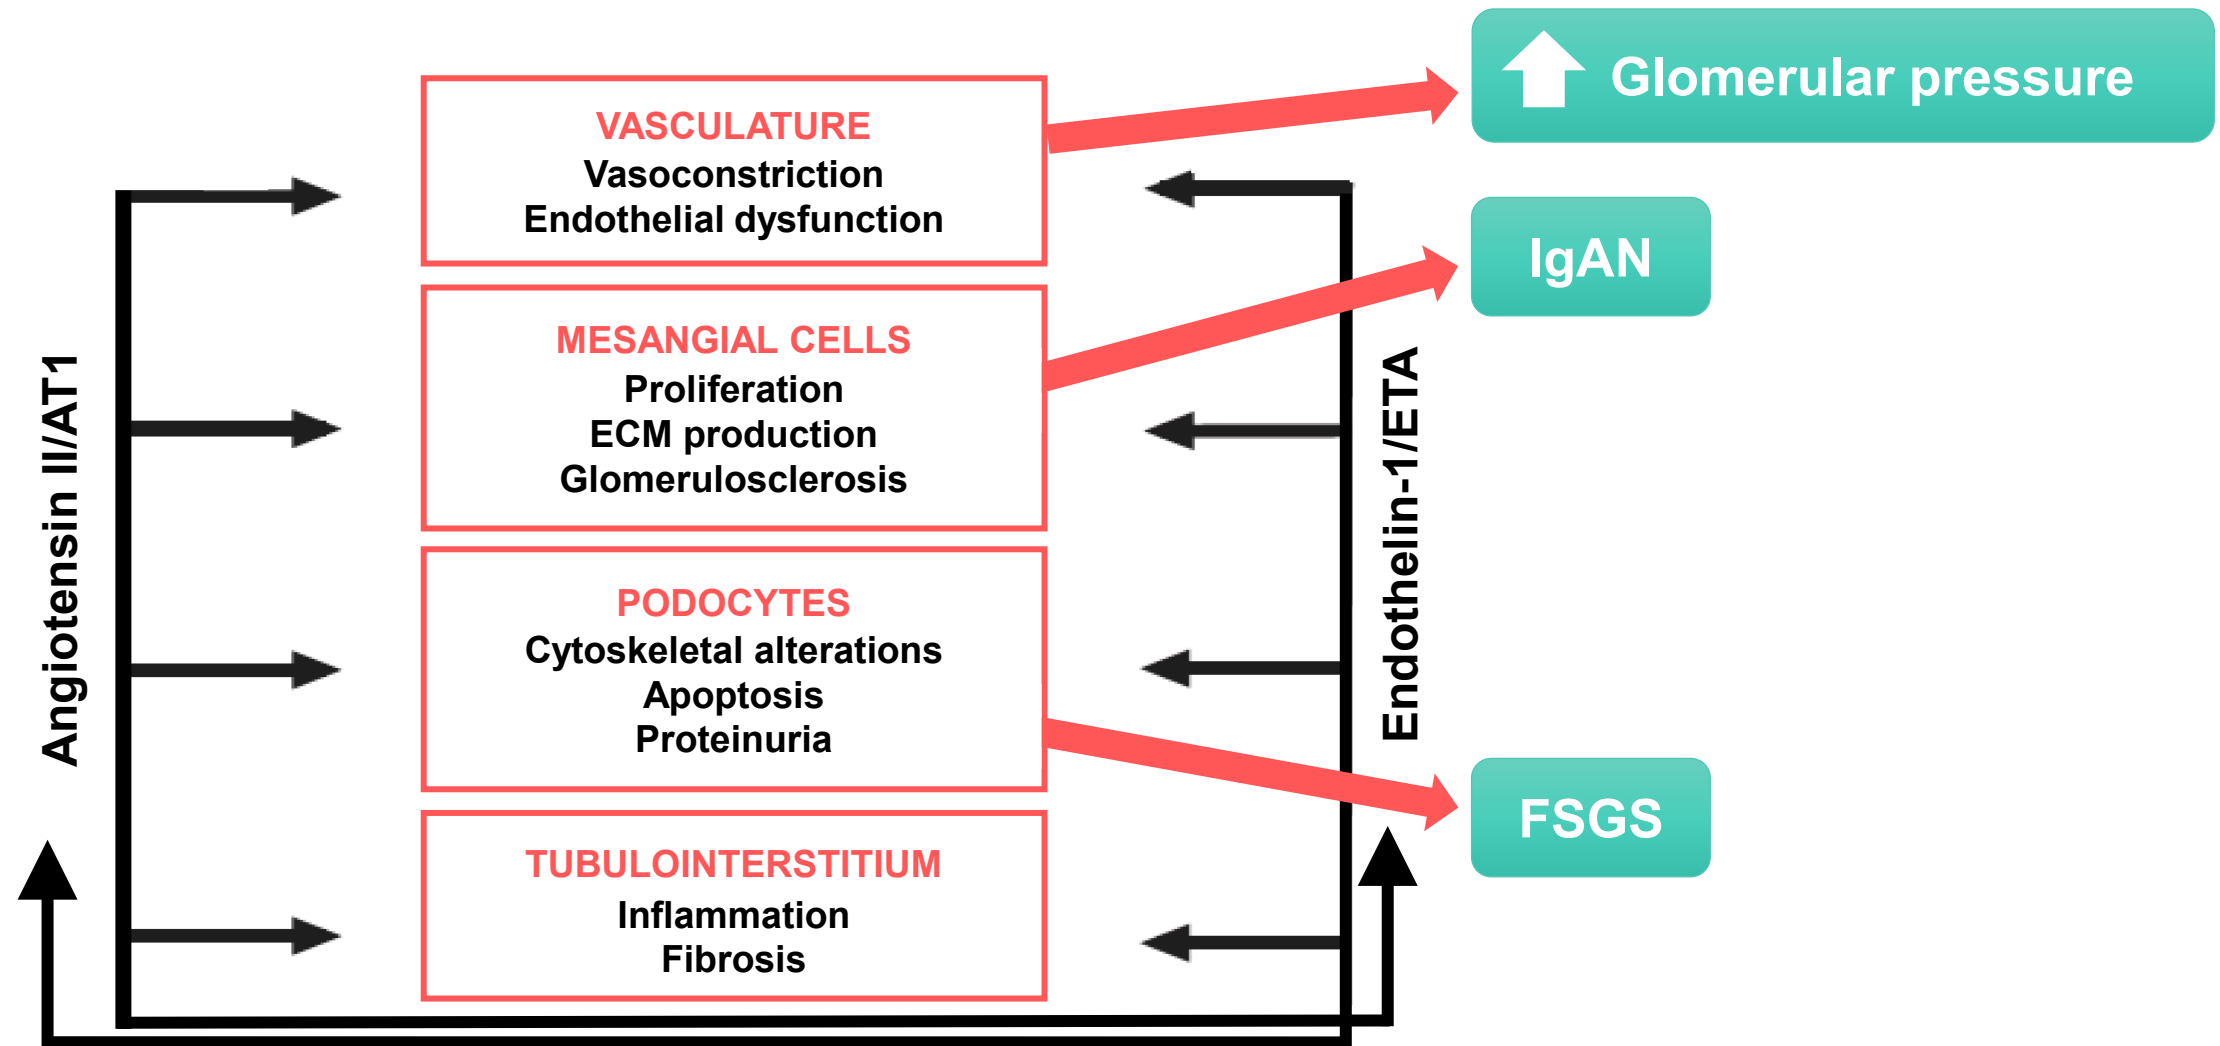 Glomerular pressure
VASCULATURE
Vasoconstriction
Endothelial dysfunction
IgAN
MESANGIAL CELLS
Proliferation
ECM production
Glomerulosclerosis
Angiotensin II/AT1
Endothelin-1/ETA
PODOCYTES
Cytoskeletal alterations
Apoptosis
Proteinuria
FSGS
TUBULOINTERSTITIUM
Inflammation
Fibrosis